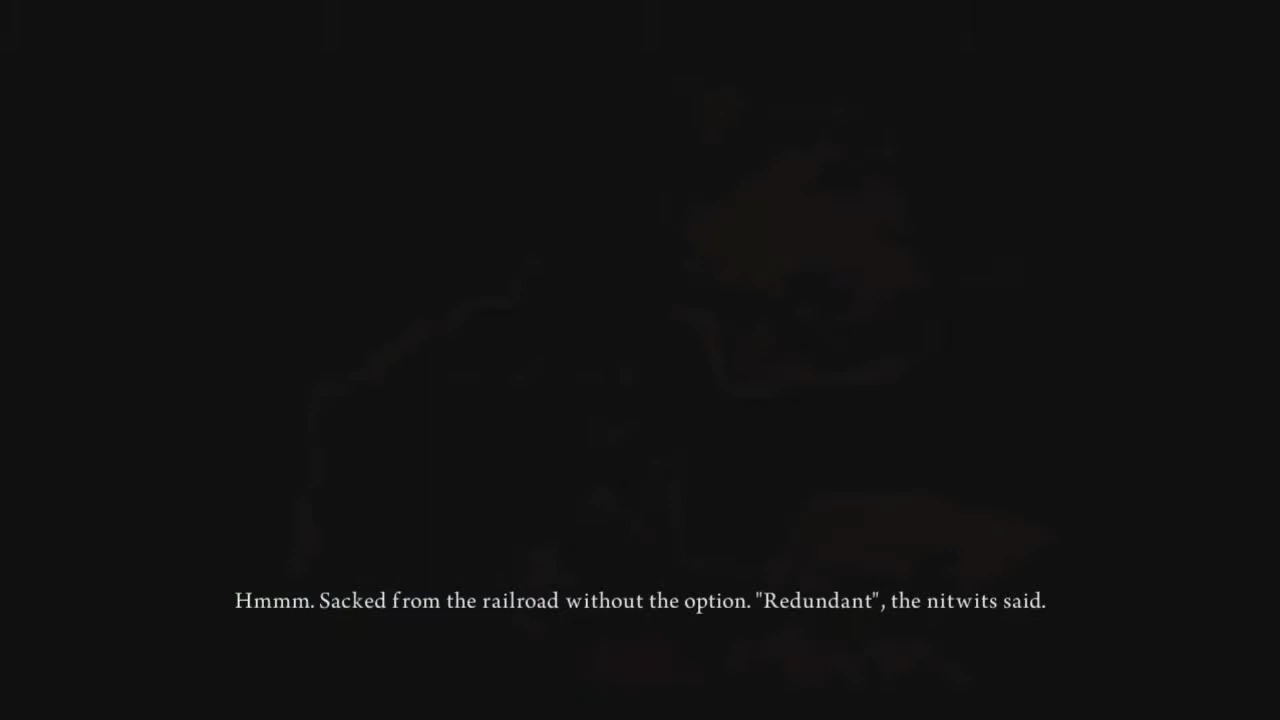 Hmmm. Sacked from the railroad without the option. "Redundant", the nitwits said.